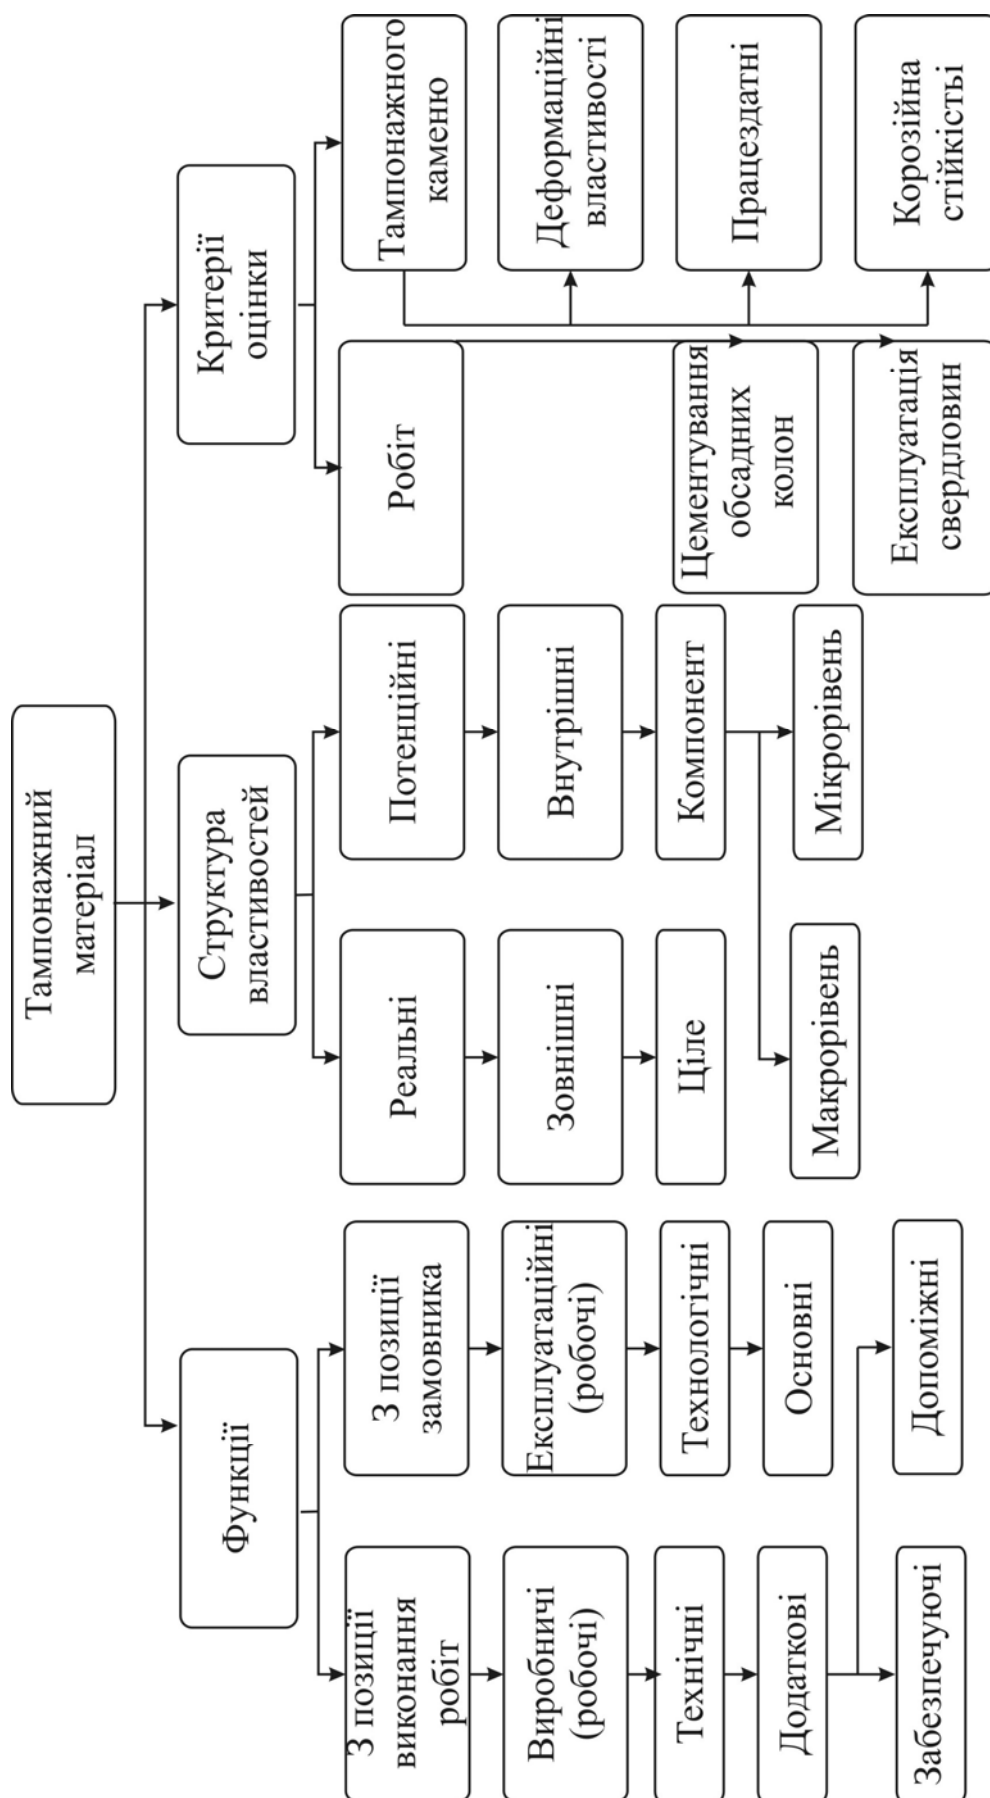 Тампонажний
матеріал
Функції
Структура
властивостей
Критерії
оцінки
З позиції
виконання
робіт
З позиції
замовника
Реальні
Потенційні
Робіт
Тампонажного
каменю
Виробничі
(робочі)
Експлуатаційні
(робочі)
Зовнішні
Внутрішні
Деформаційні
властивості
Технічні
Технологічні
Ціле
Компонент
Цементування
обсадних
колон
Працездатні
Додаткові
Основні
Макрорівень
Мікрорівень
Експлуатація
свердловин
Корозійна
стійкістьі
Забезпечуючі
Допоміжні